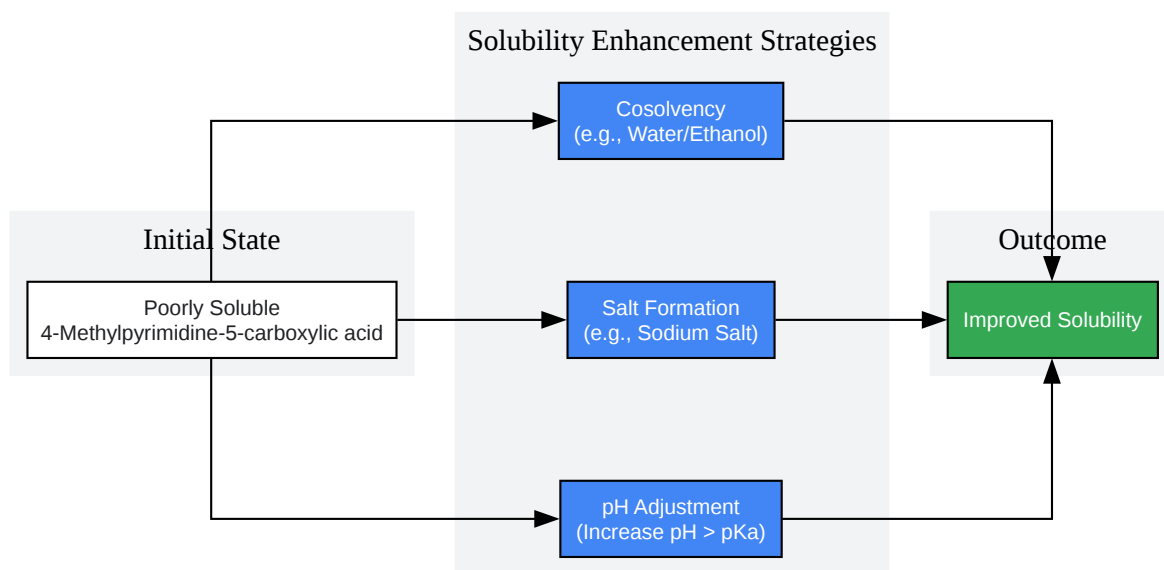 Solubility Enhancement Strategies
Cosolvency
(e.g., Water/Ethanol)
Initial State
Outcome
Poorly Soluble
4-Methylpyrimidine-5-carboxylic acid
Salt Formation
(e.g., Sodium Salt)
Improved Solubility
pH Adjustment
(Increase pH > pKa)